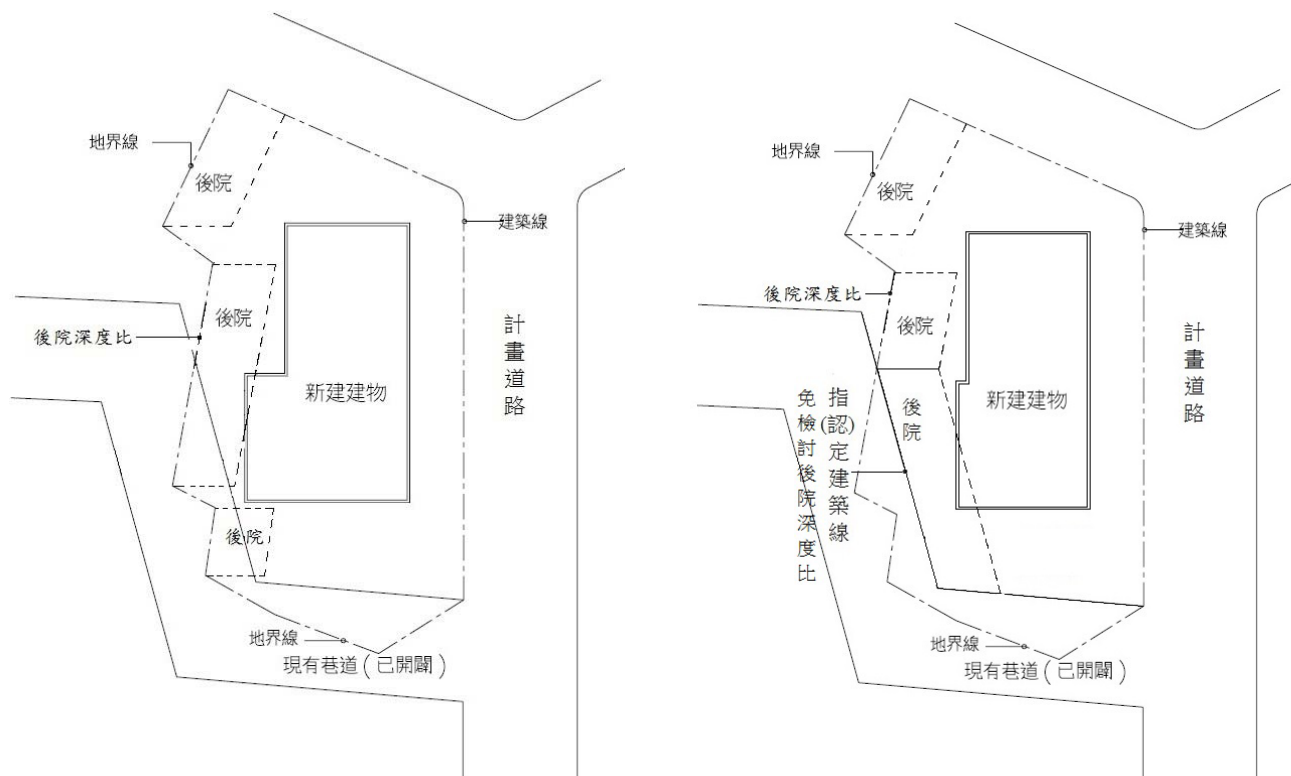 地界線
後院
建築線
後院
後院深度比
計畫道路
新建建物
後院
地界線
現有巷道(已開闢)
地界線
後院
建築線
後院深度比
後院
計畫道路
新建建物
後院
指(認)定建築線
免檢討後院深度比
地界線
現有巷道(已開闢)